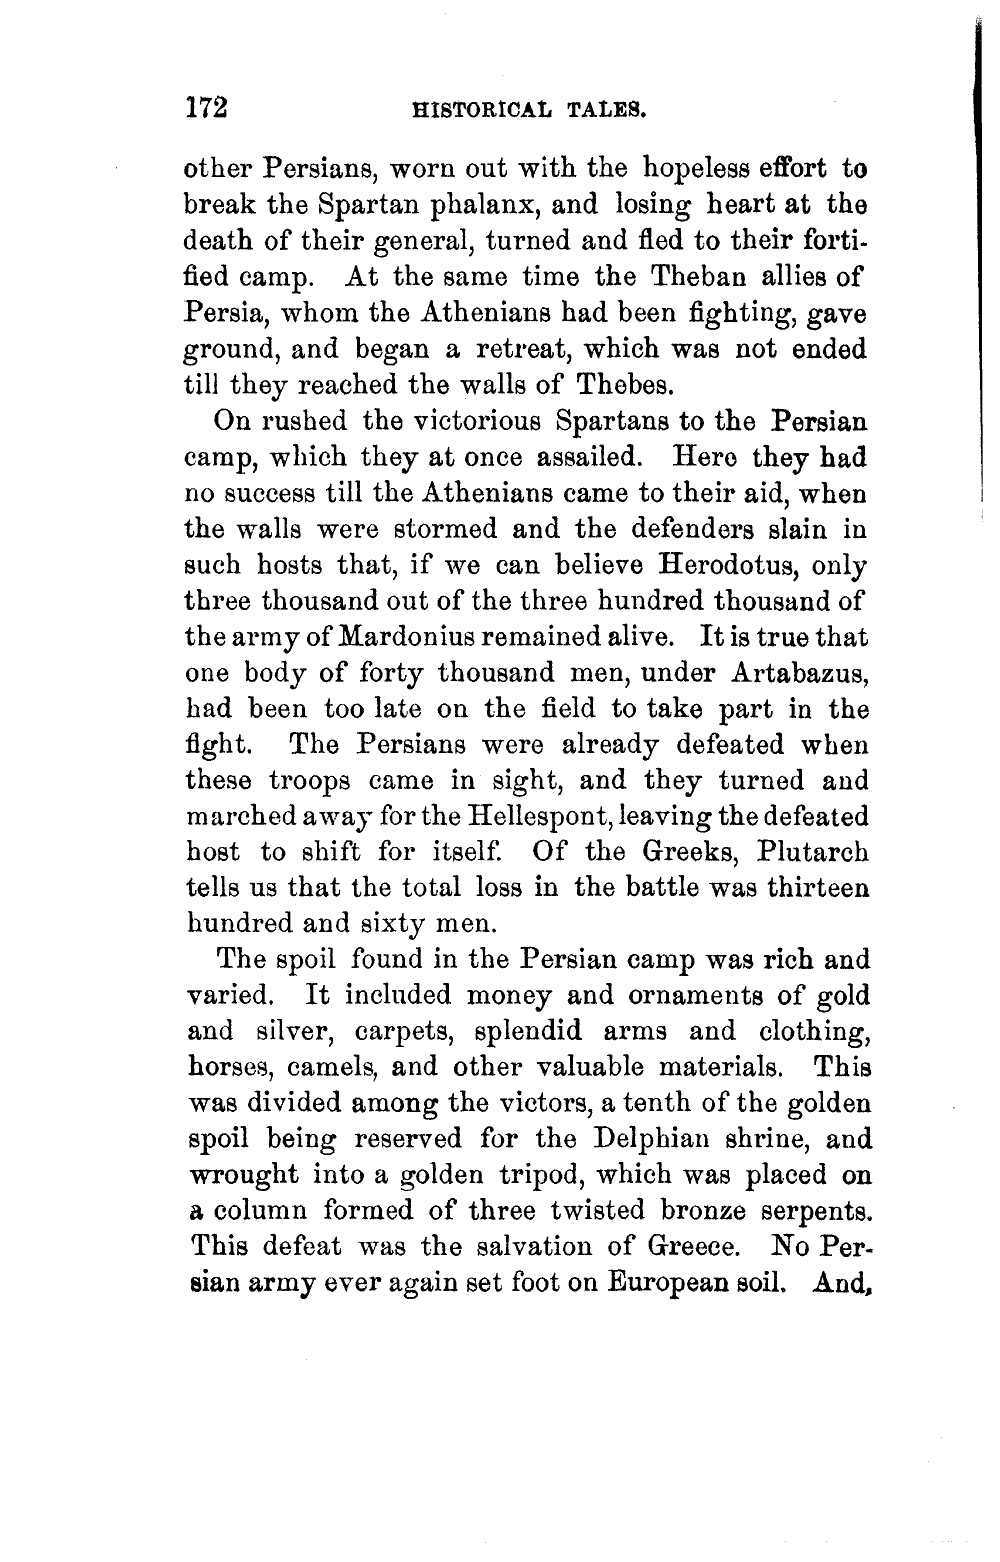 172 HISTORICAL TALES.
other Persians, worn out with the hopeless effort to
break the Spartan phalanx, and losing heart at the
death of their general, turned and fled to their forti-
fied camp. At the same time the Theban allies of
Persia, whom the Athenians had been fighting, gave
ground, and began a retreat, which was not ended
till they reached the walls of Thebes.
On rushed the victorious Spartans to the Persian
camp, which they at once assailed. Here they had
no success till the Athenians came to their aid, when
the walls were stormed and the defenders slain in
such hosts that, if we can believe Herodotus, only
three thousand out of the three hundred thousand of
the army of Mardonius remained alive. It is true that
one body of forty thousand men, under Artabazus,
had been too late on the field to take part in the
fight. The Persians were already defeated when
these troops came in sight, and they turned and
marched away for the Hellespont, leaving the defeated
host to shift for itself. Of the Greeks, Plutarch
tells us that the total loss in the battle was thirteen
hundred and sixty men.
The spoil found in the Persian camp was rich and
varied. It included money and ornaments of gold
and silver, carpets, splendid arms and clothing,
horses, camels, and other valuable materials. This
was divided among the victors, a tenth of the golden
spoil being reserved for the Delphian shrine, and
wrought into a golden tripod, which was placed on
a column formed of three twisted bronze serpents.
This defeat was the salvation of Greece. No Per-
sian army ever again set foot on European soil. And,